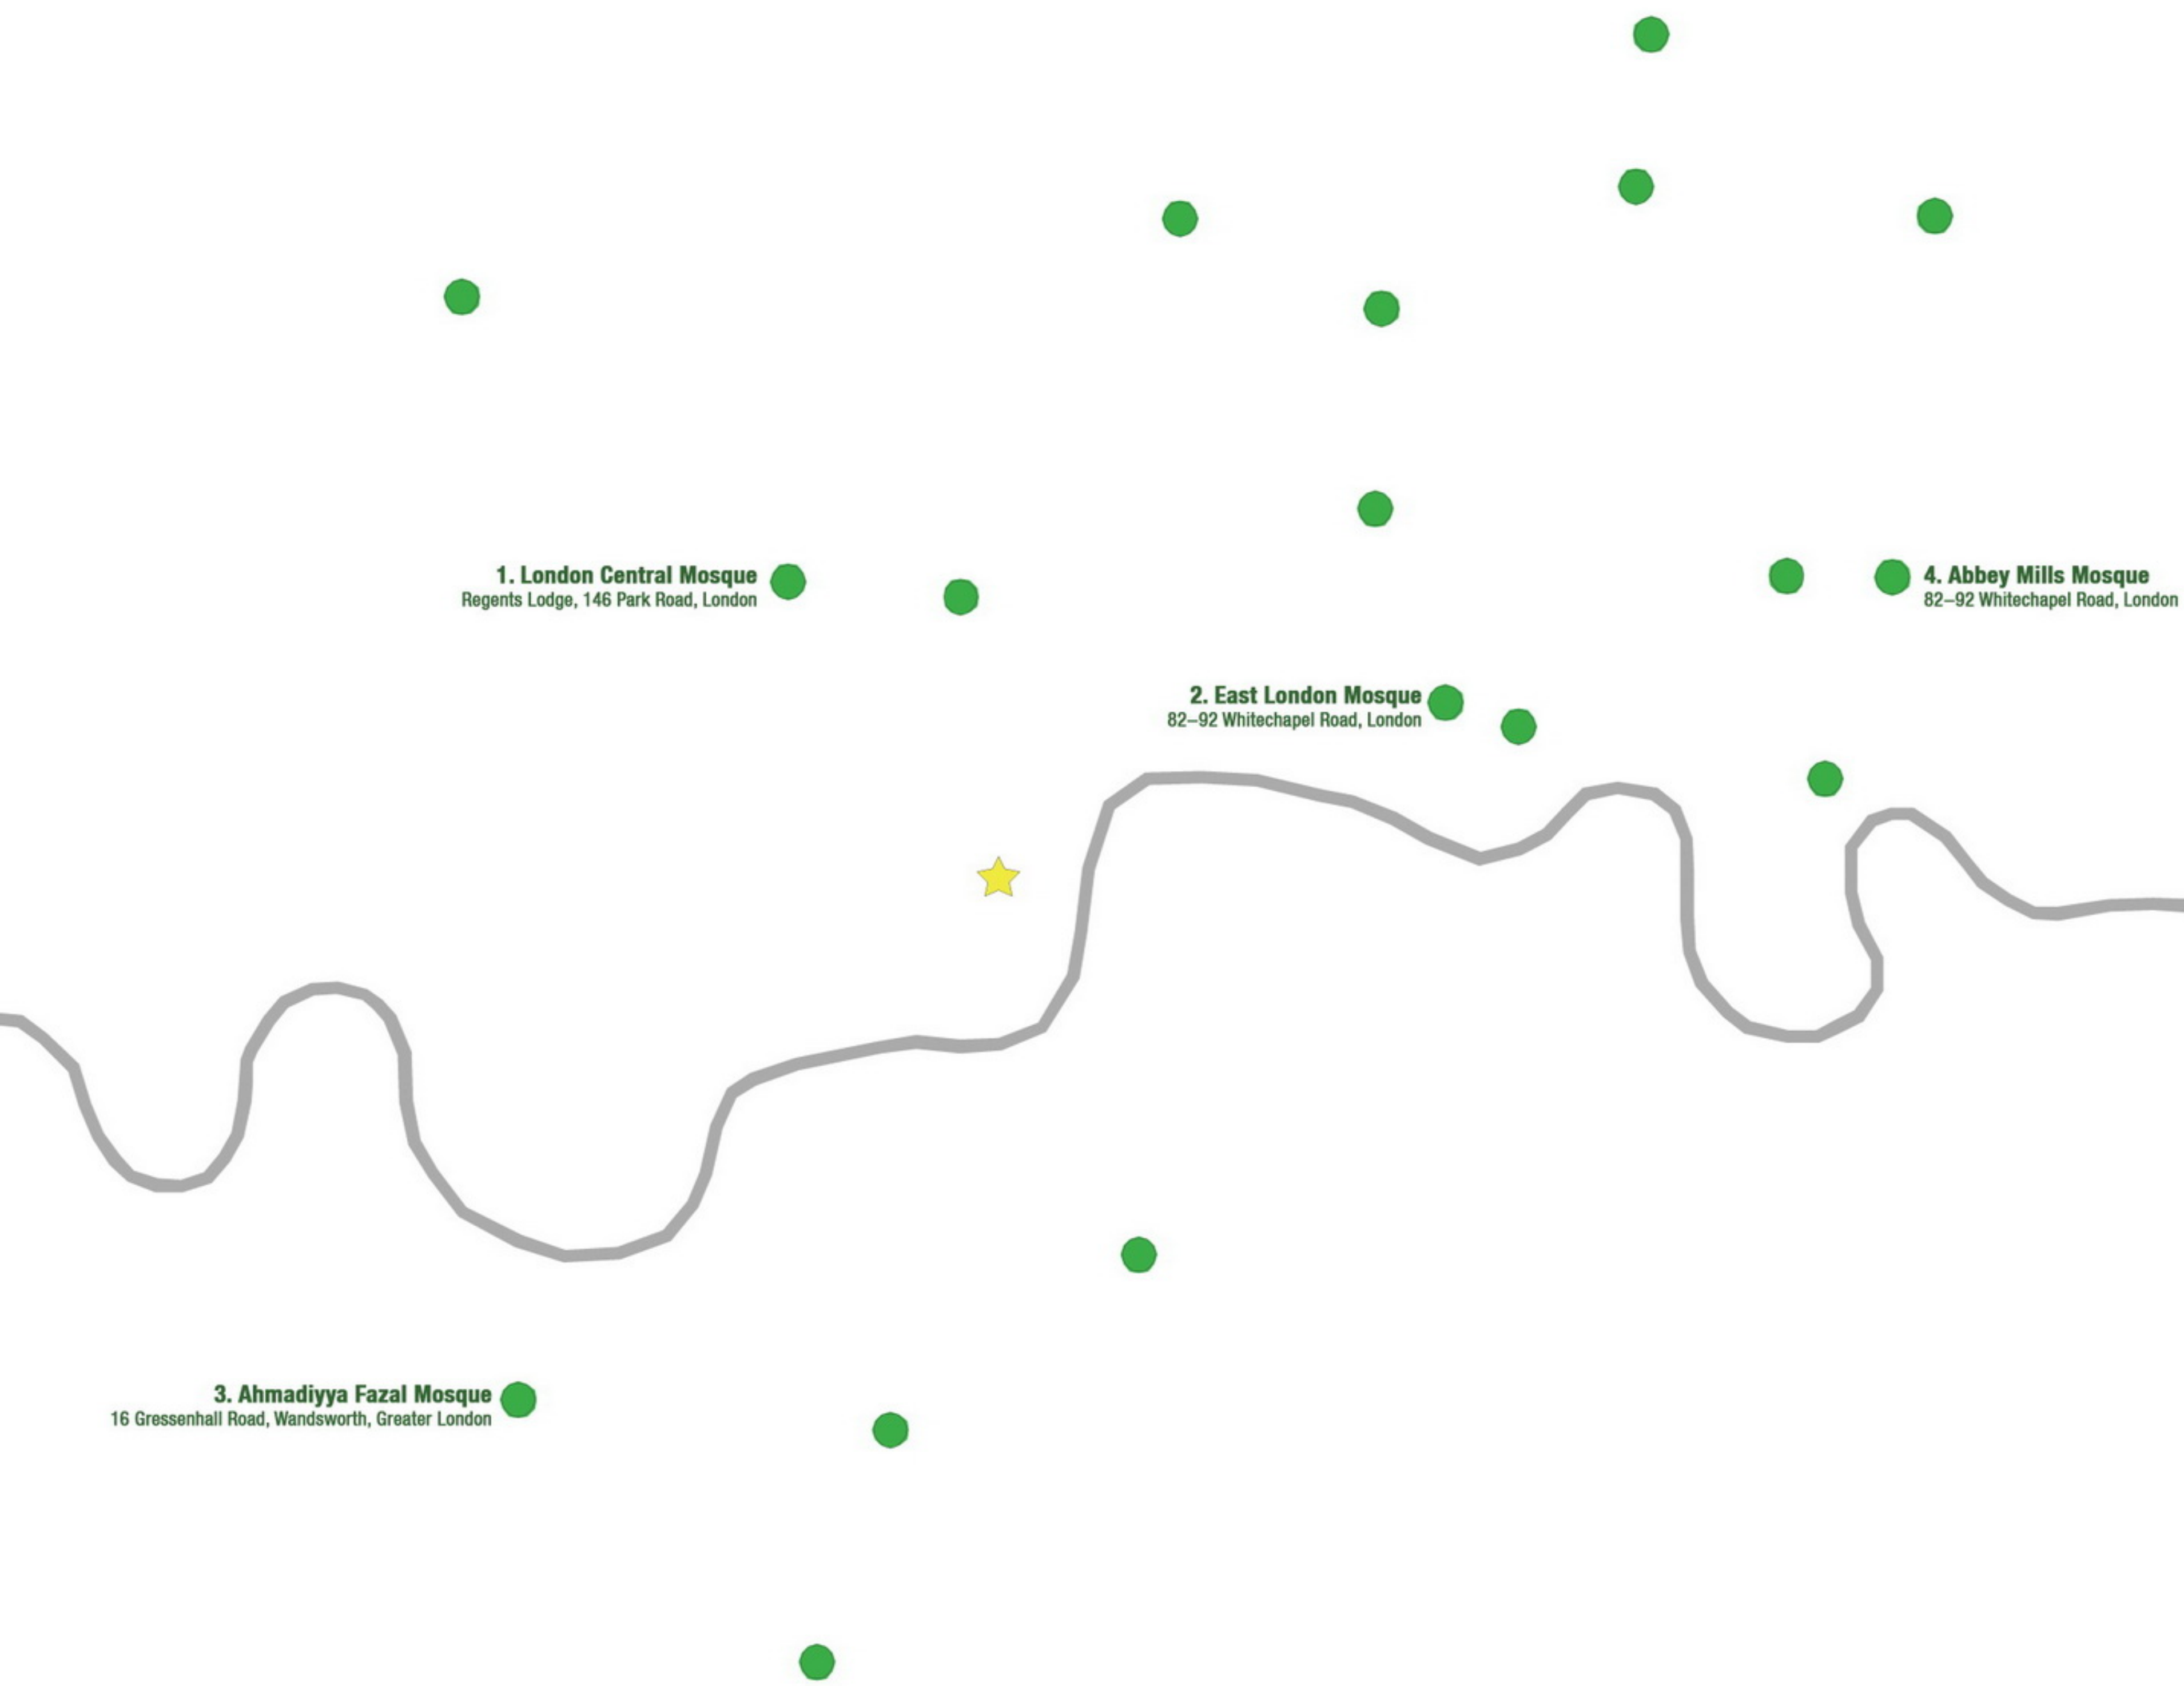 1. London Central Mosque
Regents Lodge, 146 Park Road, London
4. Abbey Mills Mosque
82–92 Whitechapel Road, London
2. East London Mosque
82–92 Whitechapel Road, London
3. Ahmadiyya Fazal Mosque
16 Gressenhall Road, Wandsworth, Greater London